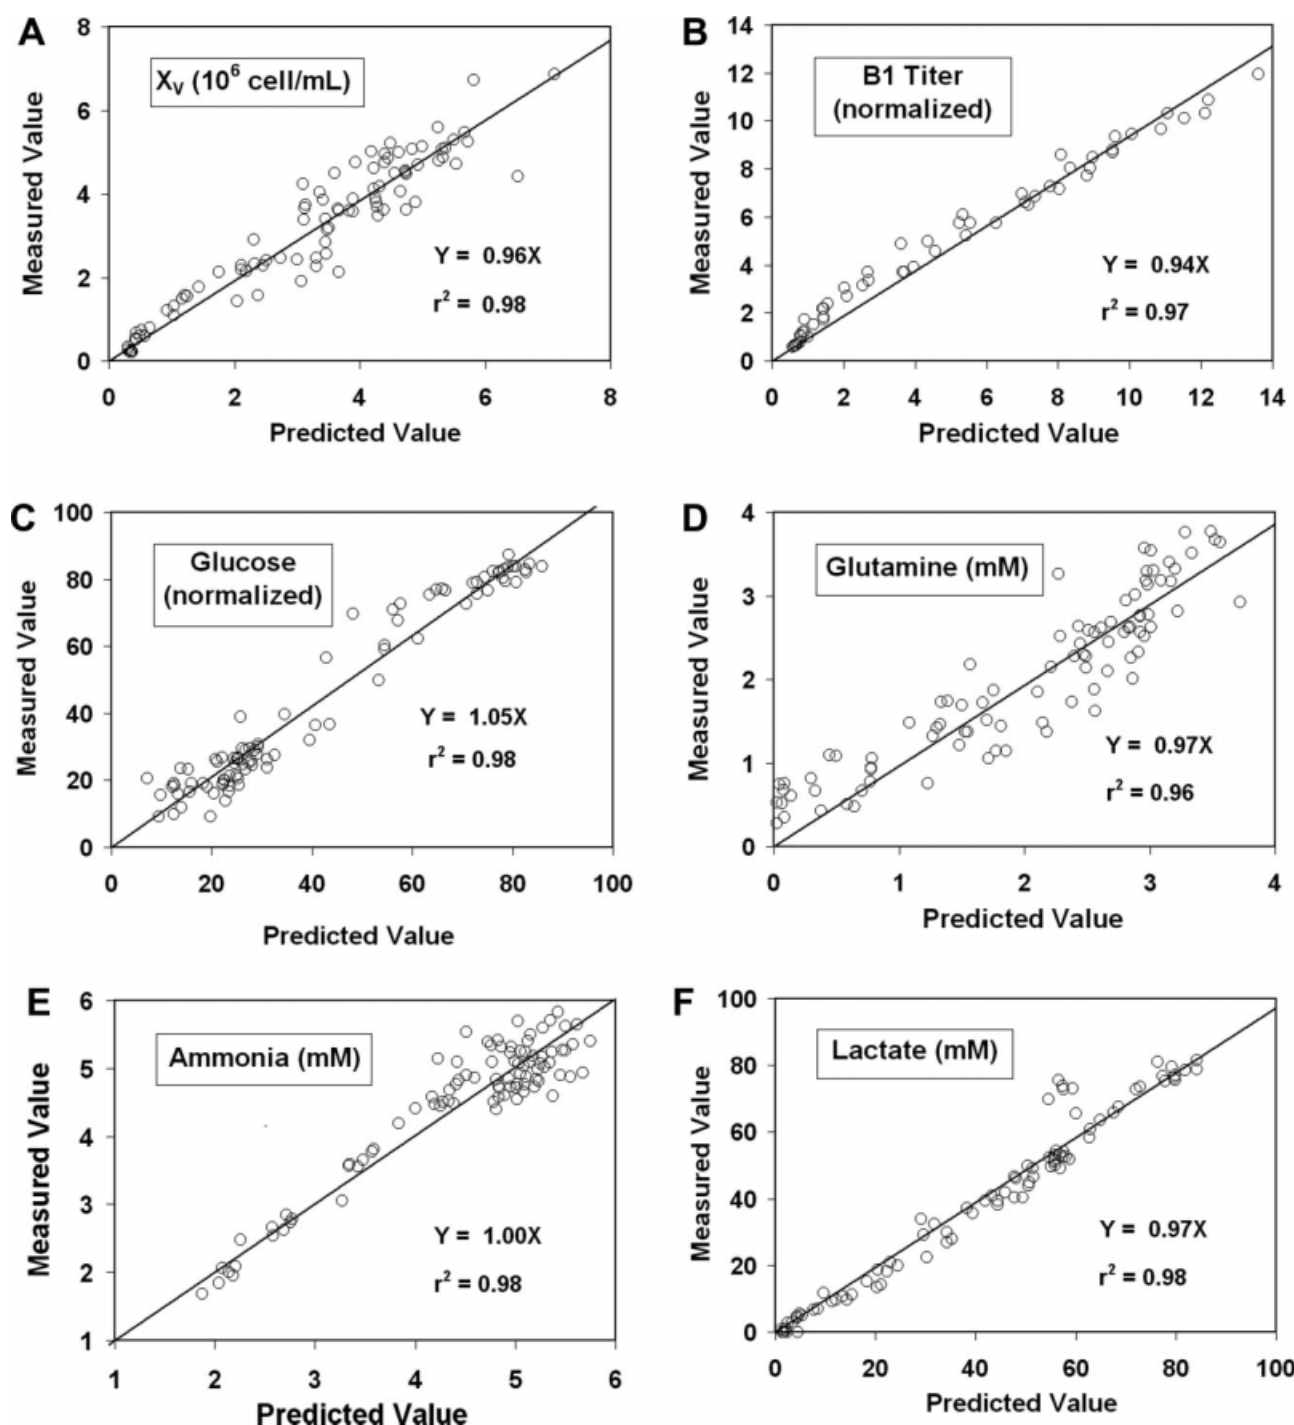 A
X_V (10^6 cell/mL)
Y = 0.96X
r² = 0.98
8
6
4
2
0
0 2 4 6 8
Measured Value
Predicted Value
B
B1 Titer
(normalized)
Y = 0.94X
r² = 0.97
14
12
10
8
6
4
2
0
0 2 4 6 8 10 12 14
Measured Value
Predicted Value
C
Glucose
(normalized)
Y = 1.05X
r² = 0.98
100
80
60
40
20
0
0 20 40 60 80 100
Measured Value
Predicted Value
D
Glutamine (mM)
Y = 0.97X
r² = 0.96
4
3
2
1
0
0 1 2 3 4
Measured Value
Predicted Value
E
Ammonia (mM)
Y = 1.00X
r² = 0.98
6
5
4
3
2
1
1 2 3 4 5 6
Measured Value
Predicted Value
F
Lactate (mM)
Y = 0.97X
r² = 0.98
100
80
60
40
20
0
0 20 40 60 80 100
Measured Value
Predicted Value